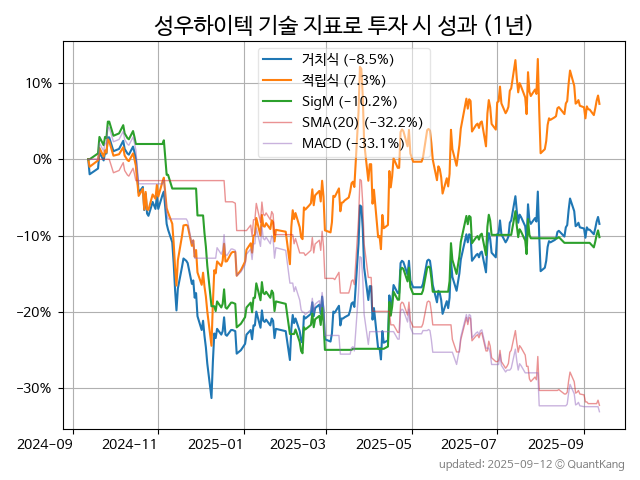 성우하이텍 기술 지표로 투자 시 성과 (1년)
거치식 (-8.5%)
적립식 (7.3%)
SigM (-10.2%)
SMA(20) (-32.2%)
MACD (-33.1%)
10%
0%
-10%
-20%
-30%
2024-09 2024-11 2025-01 2025-03 2025-05 2025-07 2025-09
updated: 2025-09-12 © QuantKang